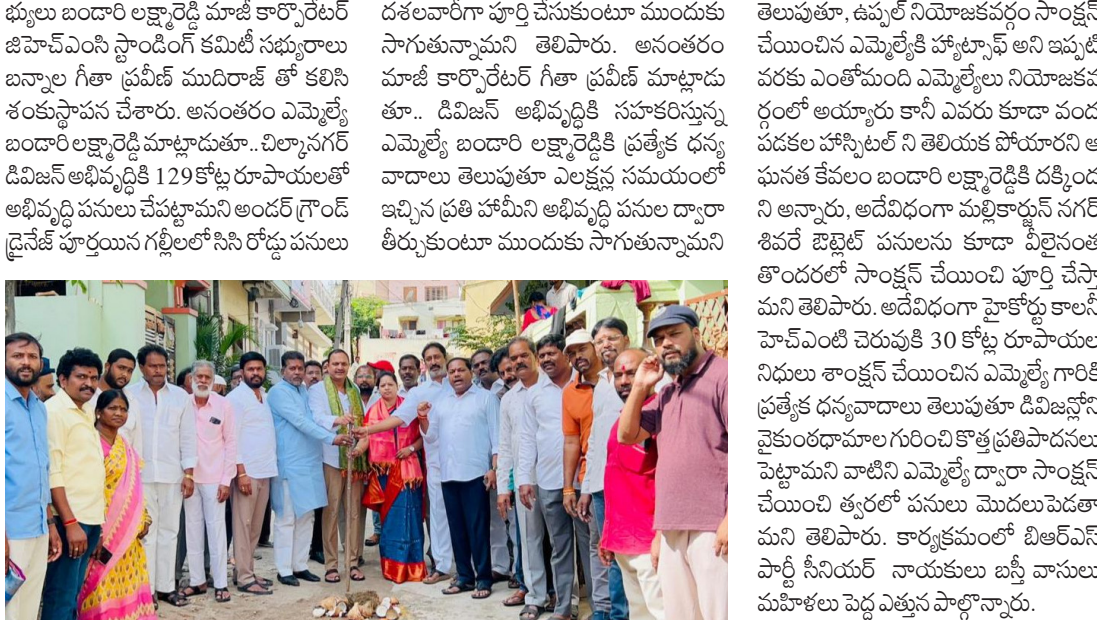 భ్యులు బండారి లక్ష్మారెడ్డి మాజీ కార్పొరేటర్
జిహెచ్ఎంసి స్టాండింగ్ కమిటీ సభ్యురాలు
బన్నాల గీతా ప్రవీణ్ ముదిరాజ్ తో కలిసి
శంకుస్థాపన చేశారు. అనంతరం ఎమ్మెల్యే
బండారి లక్ష్మారెడ్డి మాట్లాడుతూ.. చిల్కానగర్
డివిజన్ అభివృద్ధికి 129 కోట్ల రూపాయలతో
అభివృద్ధి పనులు చేపట్టామని అండర్ గ్రౌండ్
డ్రైనేజ్ పూర్తయిన గల్లీలలో సిసి రోడ్డు పనులు
దశలవారీగా పూర్తి చేసుకుంటూ ముందుకు
సాగుతున్నామని తెలిపారు. అనంతరం
మాజీ కార్పొరేటర్ గీతా ప్రవీణ్ మాట్లాడు
తూ.. డివిజన్ అభివృద్ధికి సహకరిస్తున్న
ఎమ్మెల్యే బండారి లక్ష్మారెడ్డికి ప్రత్యేక ధన్య
వాదాలు తెలుపుతూ ఎలక్షన్ల సమయంలో
ఇచ్చిన ప్రతి హామీని అభివృద్ధి పనుల ద్వారా
తీర్చుకుంటూ ముందుకు సాగుతున్నామని
తెలుపుతూ, ఉప్పల్ నియోజకవర్గం సాంక్షన్
చేయించిన ఎమ్మెల్యేకి హ్యాట్సాఫ్ అని ఇప్పటి
వరకు ఎంతోమంది ఎమ్మెల్యేలు నియోజకవ
ర్గంలో అయ్యారు కానీ ఎవరు కూడా వంద
పడకల హాస్పిటల్ ని తెలియక పోయారని ఆ
ఘనత కేవలం బండారి లక్ష్మారెడ్డికి దక్కింద
ని అన్నారు, అదేవిధంగా మల్లికార్జున్ నగర్
శివరే ఔట్లెట్ పనులను కూడా వీలైనంత
తొందరలో సాంక్షన్ చేయించి పూర్తి చేస్తా
మని తెలిపారు. అదేవిధంగా హైకోర్టు కాలనీ
హెచ్ఎంటి చెరువుకి 30 కోట్ల రూపాయల
నిధులు శాంక్షన్ చేయించిన ఎమ్మెల్యే గారికి
ప్రత్యేక ధన్యవాదాలు తెలుపుతూ డివిజన్లోని
వైకుంఠధామాల గురించి కొత్త ప్రతిపాదనలు
పెట్టామని వాటిని ఎమ్మెల్యే ద్వారా సాంక్షన్
చేయించి త్వరలో పనులు మొదలుపెడతా
మని తెలిపారు. కార్యక్రమంలో బిఆర్ఎస్
పార్టీ సీనియర్ నాయకులు బస్తీ వాసులు
మహిళలు పెద్ద ఎత్తున పాల్గొన్నారు.